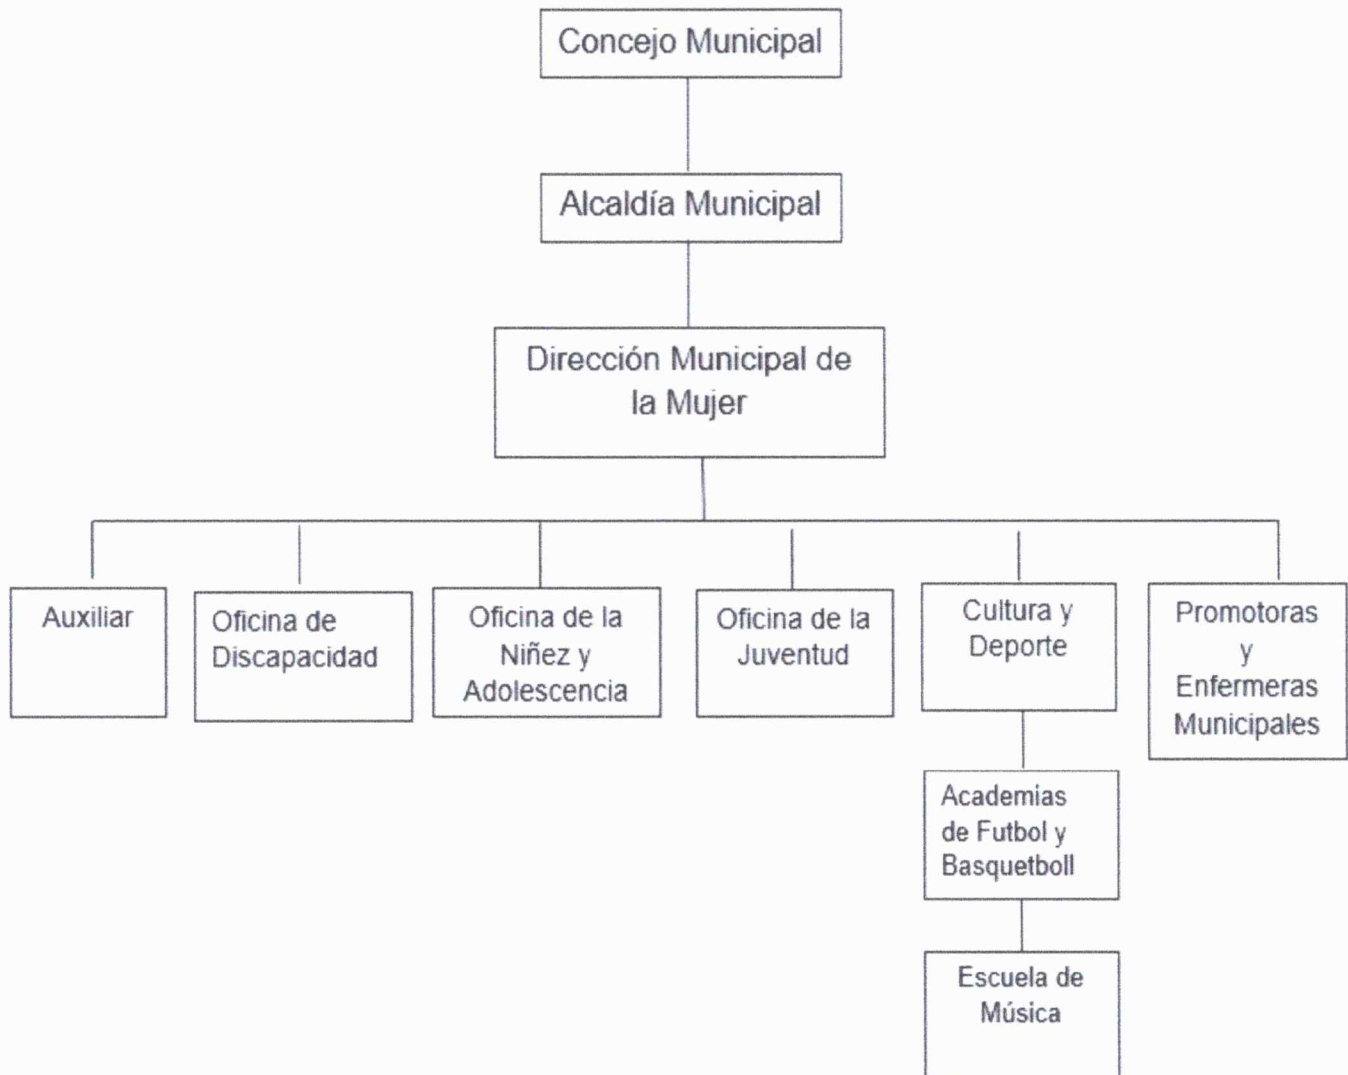 Concejo Municipal
Alcaldía Municipal
Dirección Municipal de
la Mujer
Auxiliar
Oficina de
Discapacidad
Oficina de la
Niñez y
Adolescencia
Oficina de la
Juventud
Cultura y
Deporte
Promotoras
y
Enfermeras
Municipales
Academias
de Futbol y
Basquetboll
Escuela de
Música